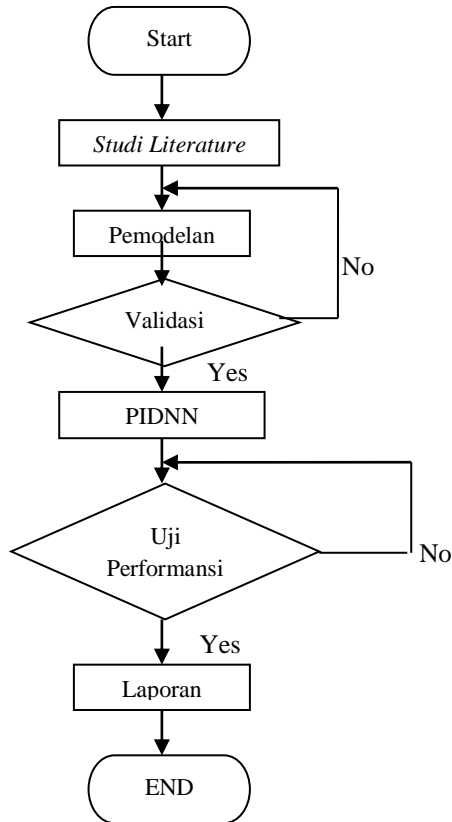 Start
Studi Literature
Pemodelan
No
Validasi
Yes
PIDNN
Uji
Performansi
No
Yes
Laporan
END